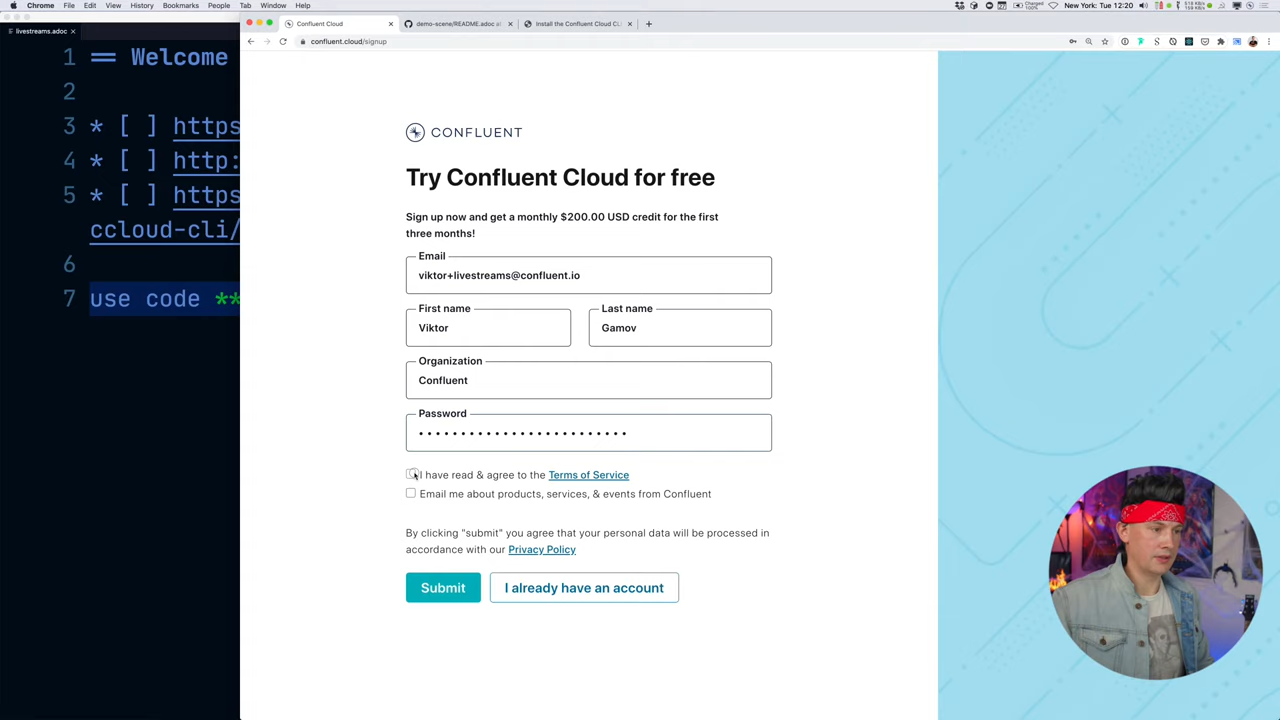 Chrome File Edit View History Bookmarks People Tab Window Help
New York: Tue 12:20
livestreams.adoc ×
Confluent Cloud ×
demo-scene/README.adoc at ×
Install the Confluent Cloud CL ×
confluent.cloud/signup
1 == Welcome
2
3 * [ ] https
4 * [ ] http:
5 * [ ] https
ccloud-cli/
6
7 use code **
CONFLUENT
Try Confluent Cloud for free
Sign up now and get a monthly $200.00 USD credit for the first
three months!
Email
viktor+livestreams@confluent.io
First name
Viktor
Last name
Gamov
Organization
Confluent
Password
I have read & agree to the Terms of Service
Email me about products, services, & events from Confluent
By clicking "submit" you agree that your personal data will be processed in
accordance with our Privacy Policy
Submit
I already have an account